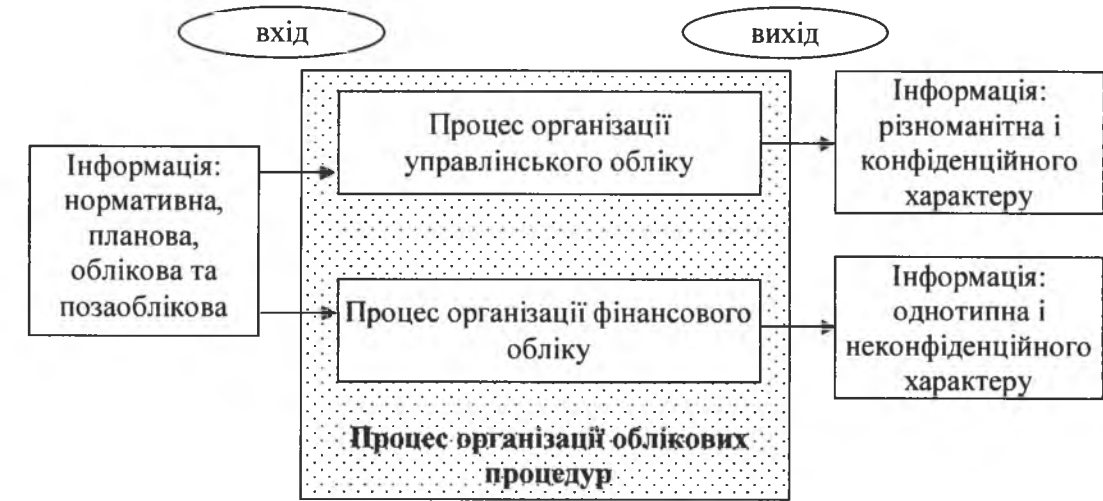 вхід
вихід
Інформація:
нормативна,
планова,
облікова та
позаоблікова
Процес організації
управлінського обліку
Процес організації фінансового
обліку
Процес організації облікових
процедур
Інформація:
різноманітна і
конфіденційного
характеру
Інформація:
однотипна і
неконфіденційного
характеру